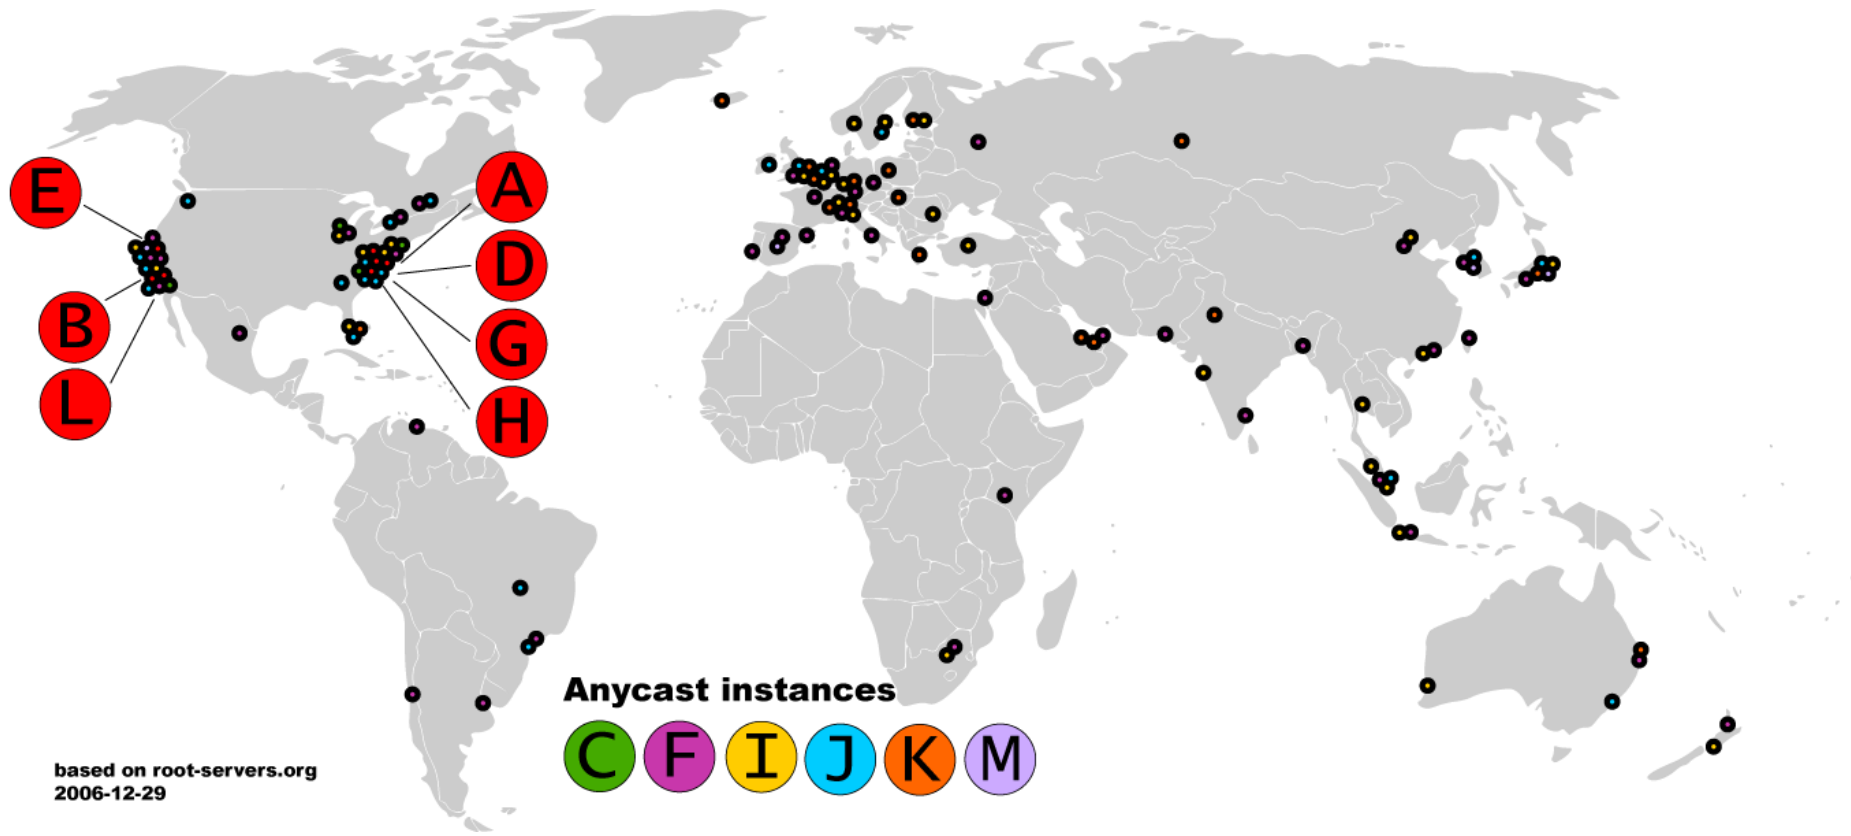 E
A
D
B
G
L
H
Anycast instances
C F I J K M
based on root-servers.org
2006-12-29